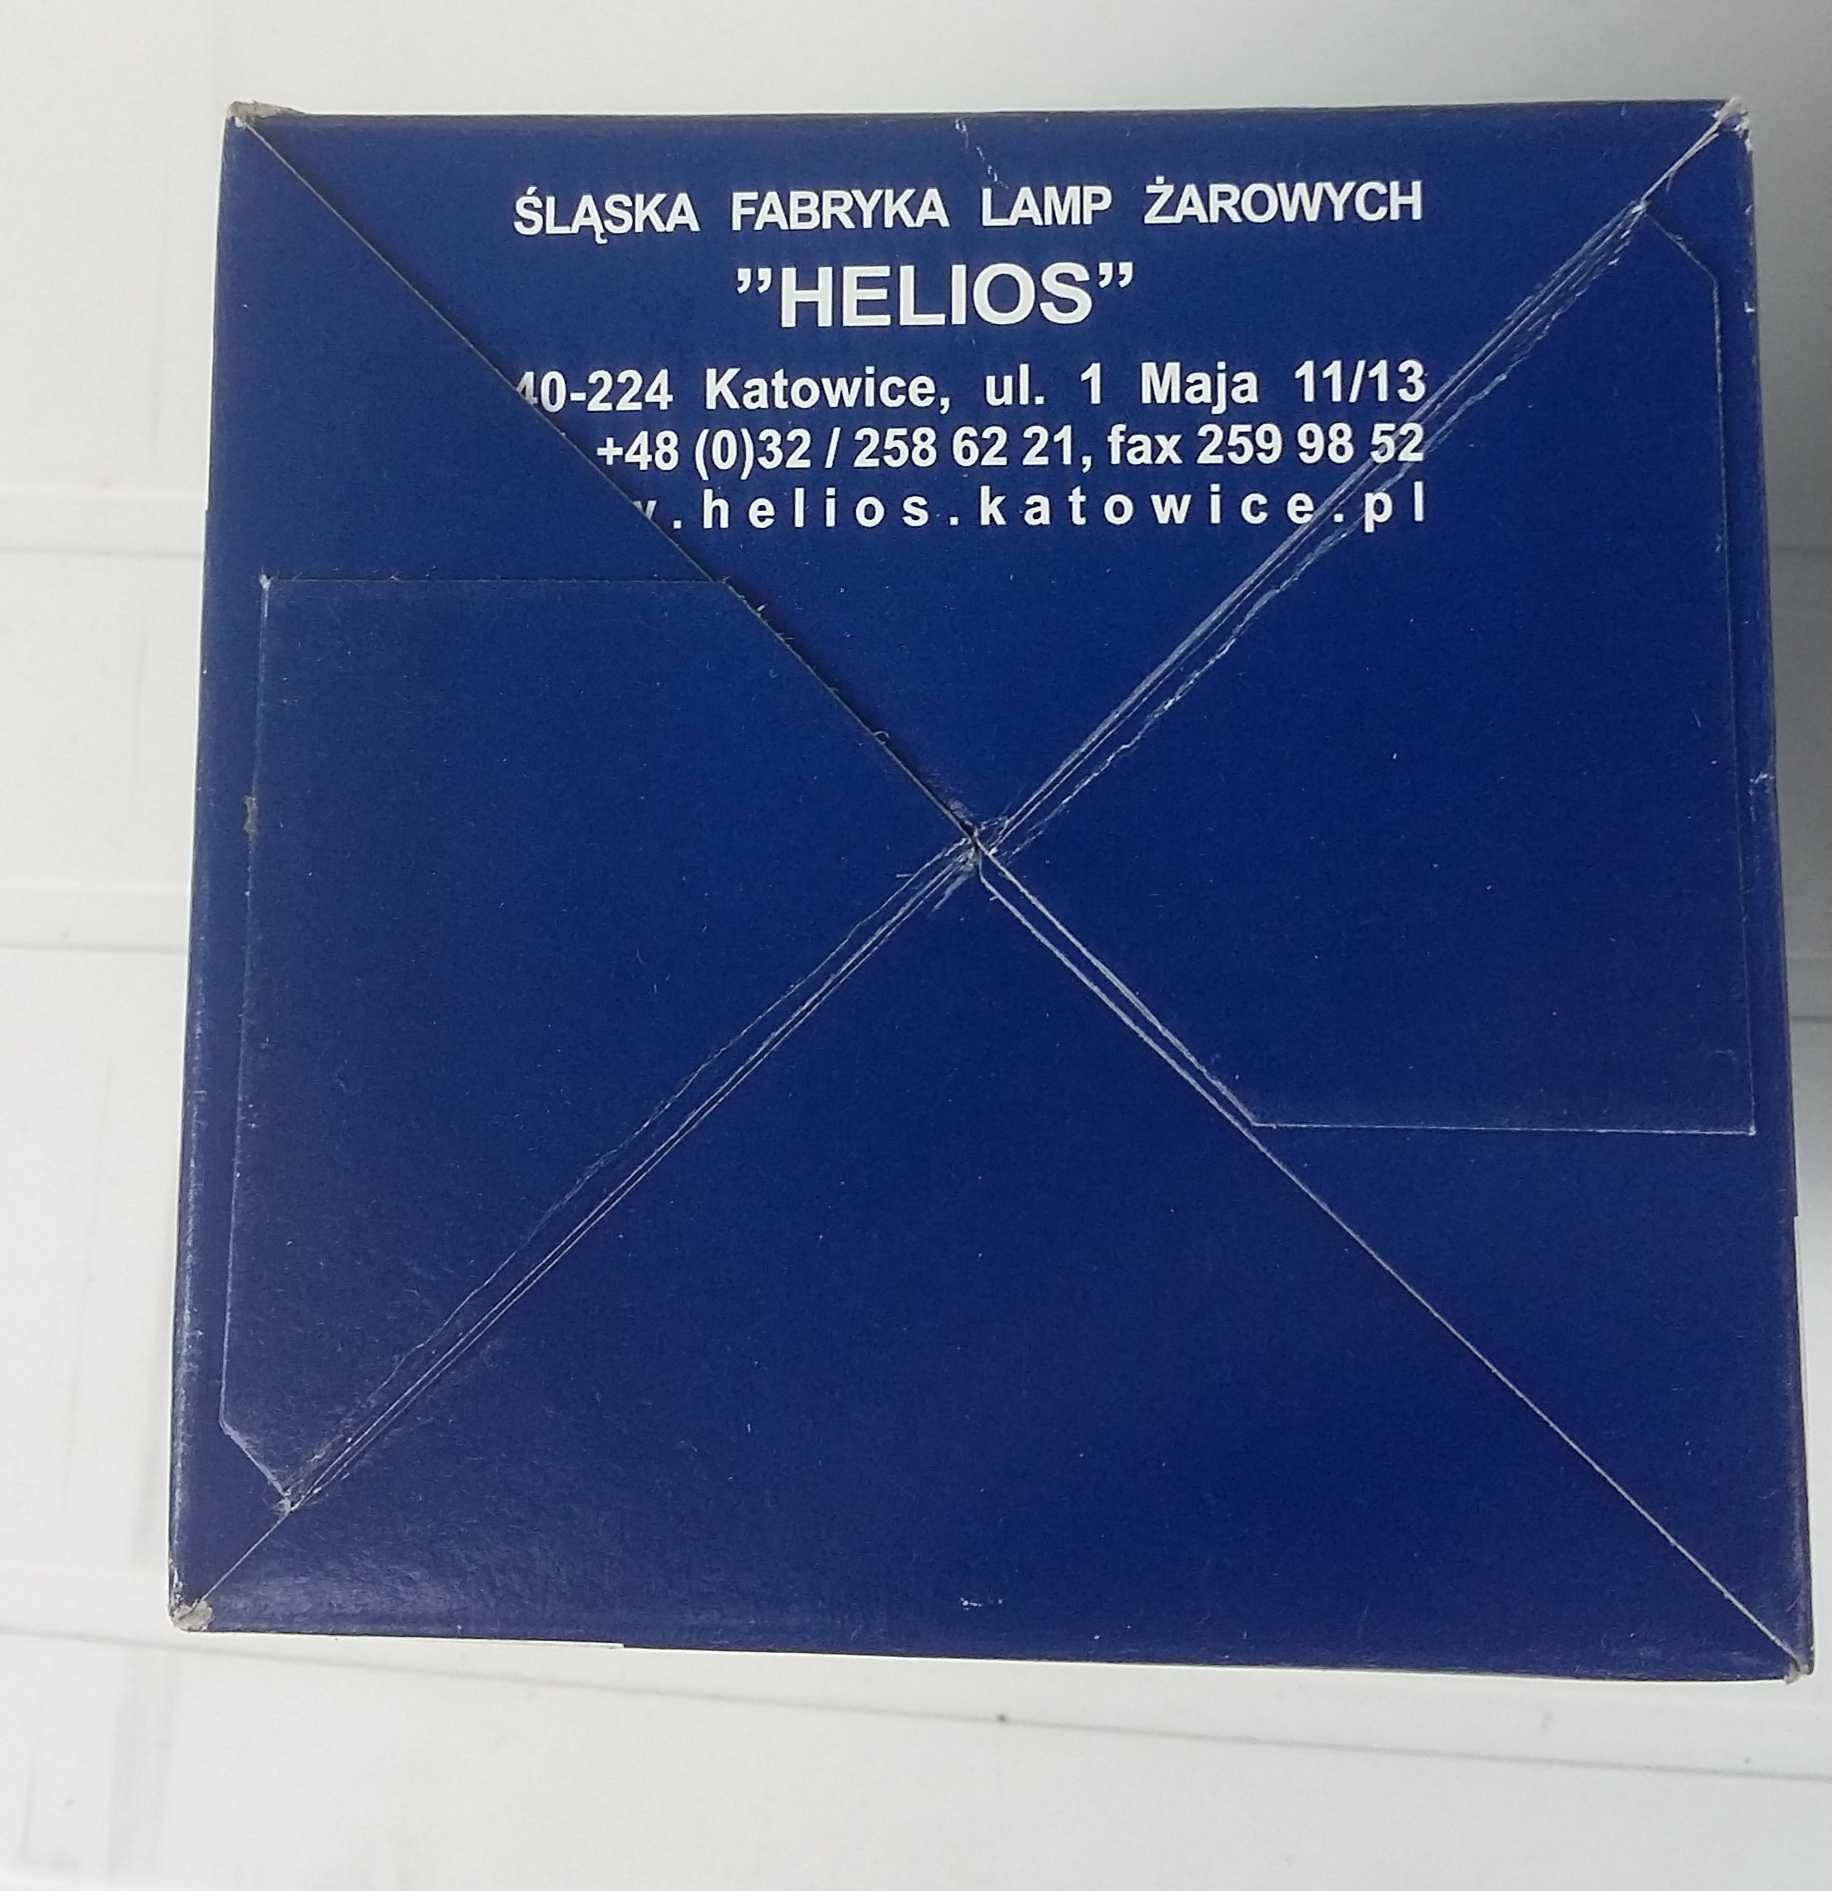 ŚLĄSKA FABRYKA LAMP ŻAROWYCH
”HELIOS”
40-224 Katowice, ul. 1 Maja 11/13
+48 (0)32 / 258 62 21, fax 259 98 52
.helios.katowice.pl